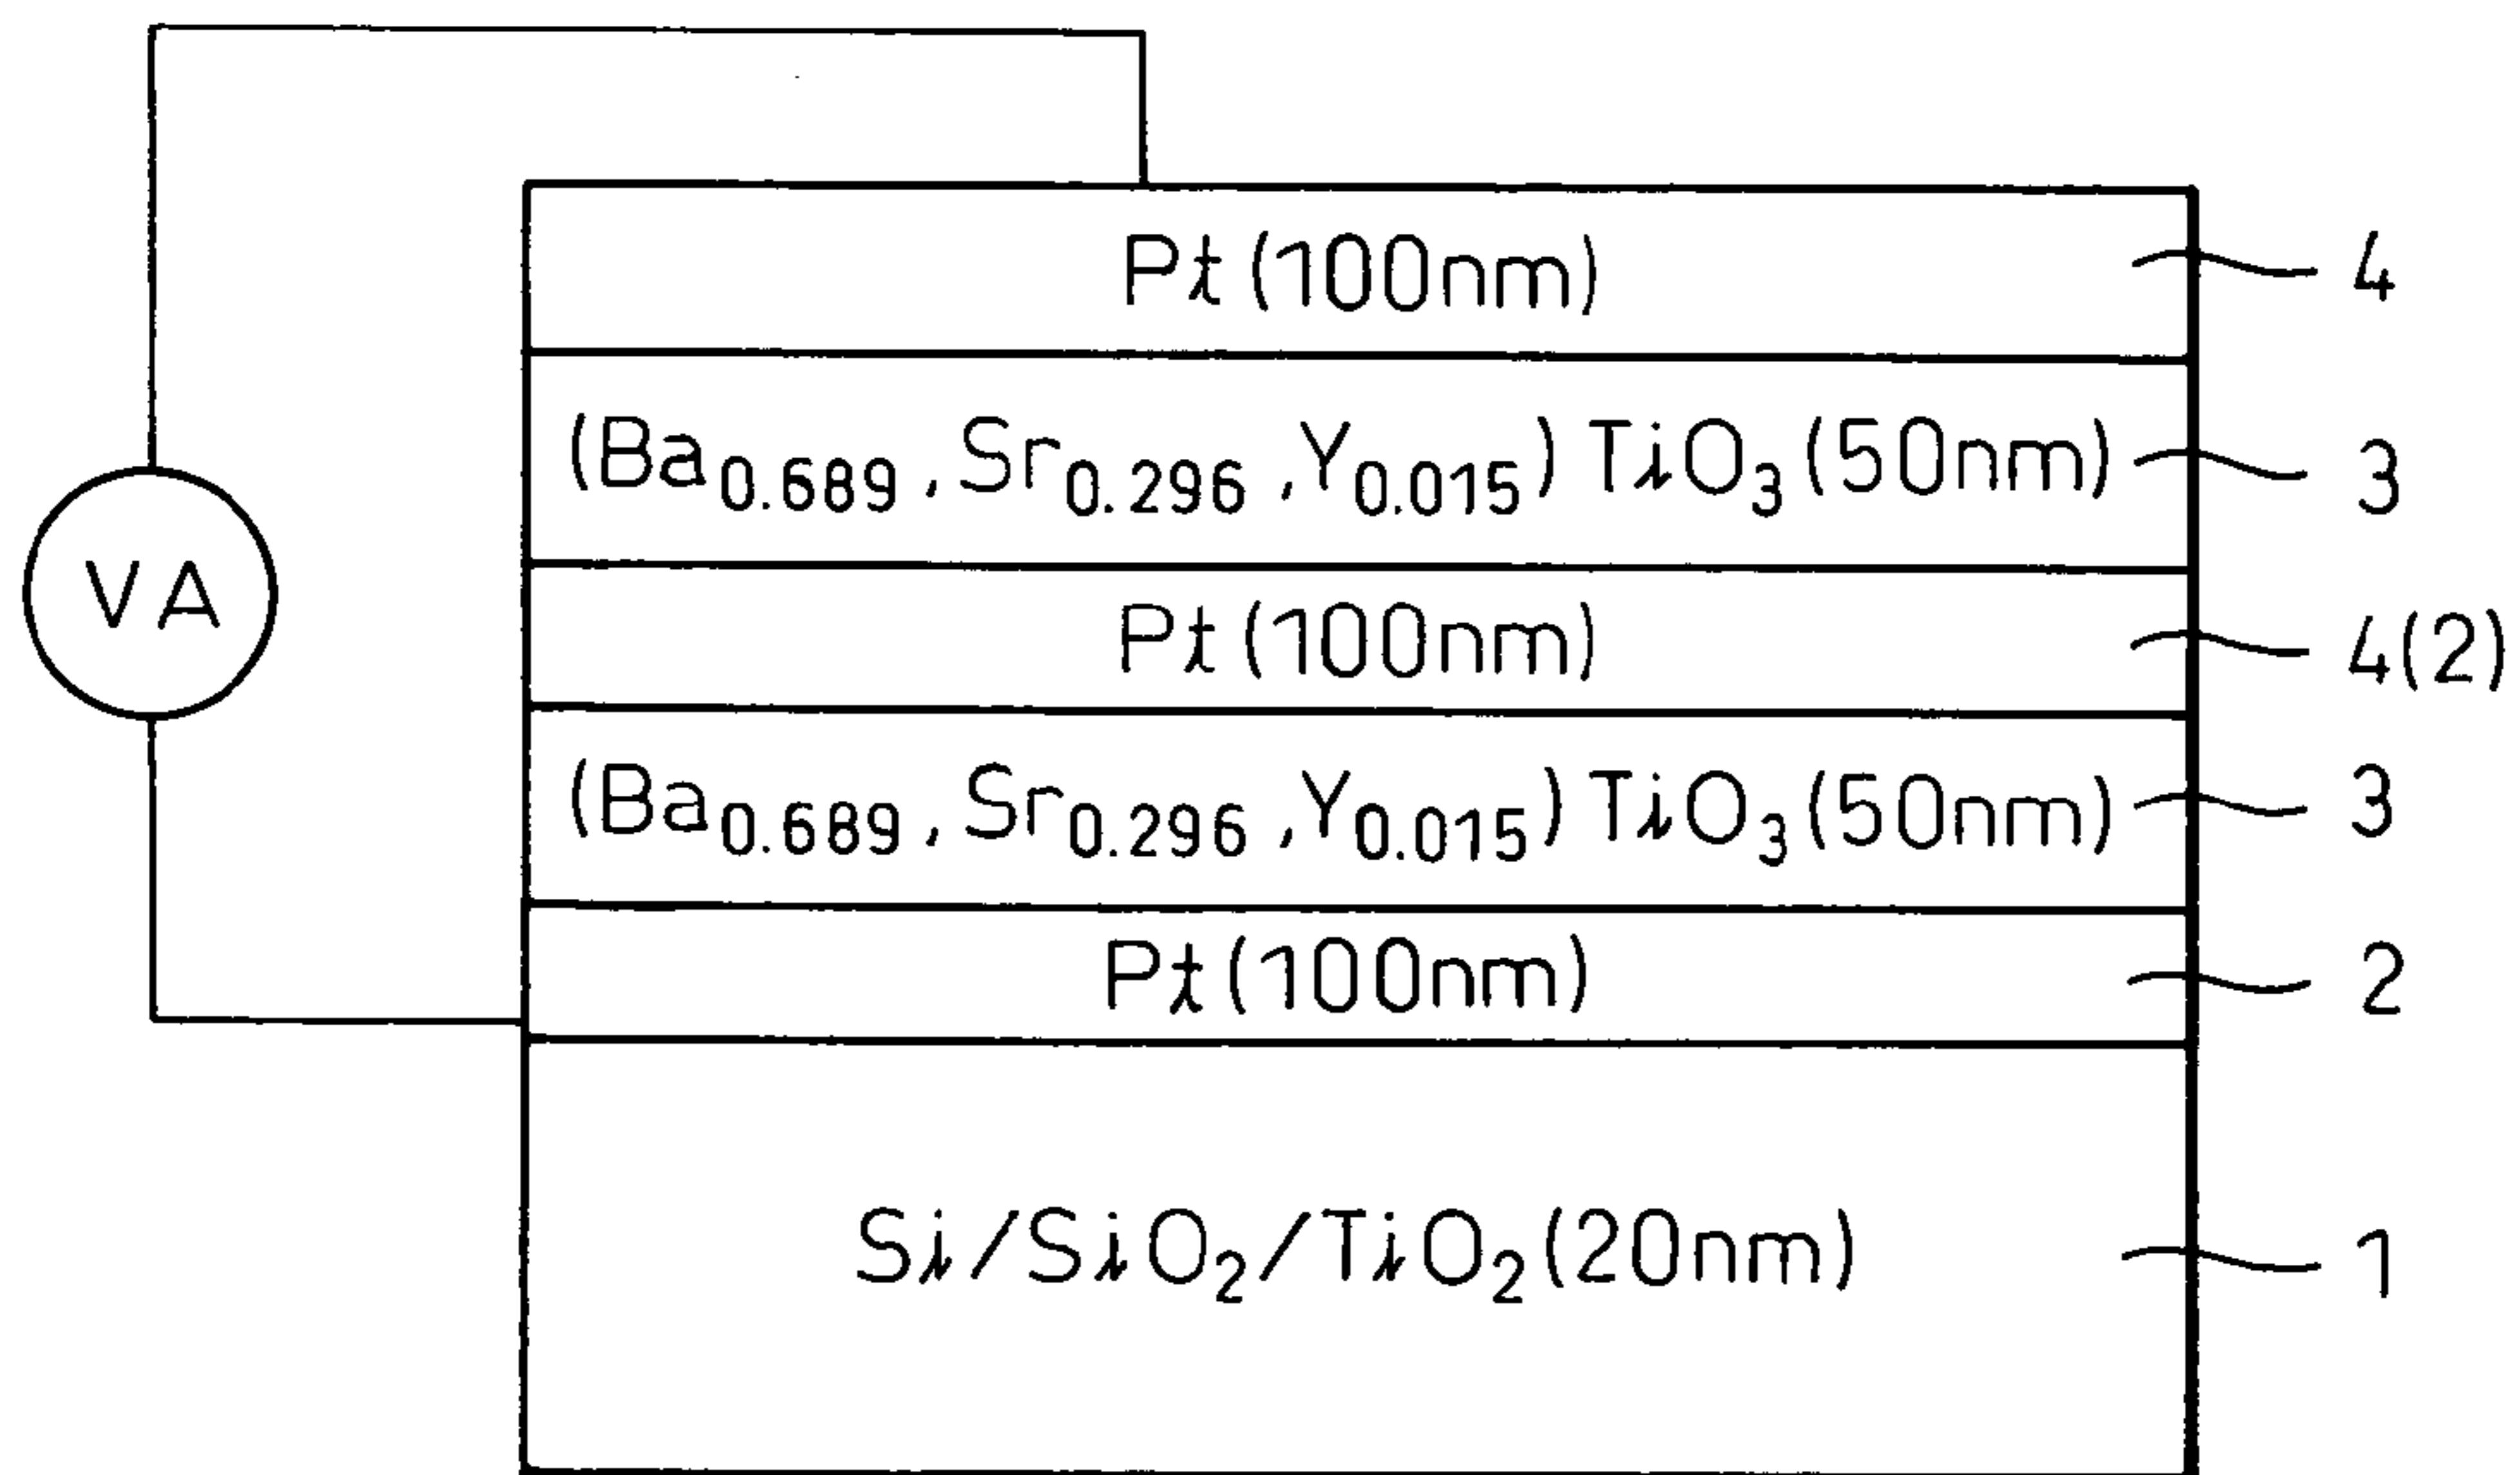 Pt(100nm) 4
(Ba0.689,Sr0.296,Y0.015)TiO3(50nm) 3
VA
Pt(100nm) 4(2)
(Ba0.689,Sr0.296,Y0.015)TiO3(50nm) 3
Pt(100nm) 2
Si/SiO2/TiO2(20nm) 1